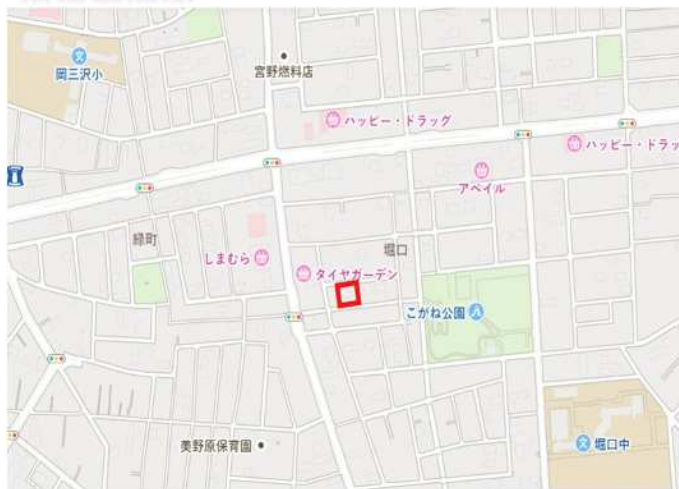 岡三沢小
宮野燃料店
ハッピー・ドラッグ
ハッピー・ドラッ
アベイル
緑町
堀口
しまむら
タイヤガーデン
こがね公園
美野原保育園
堀口中